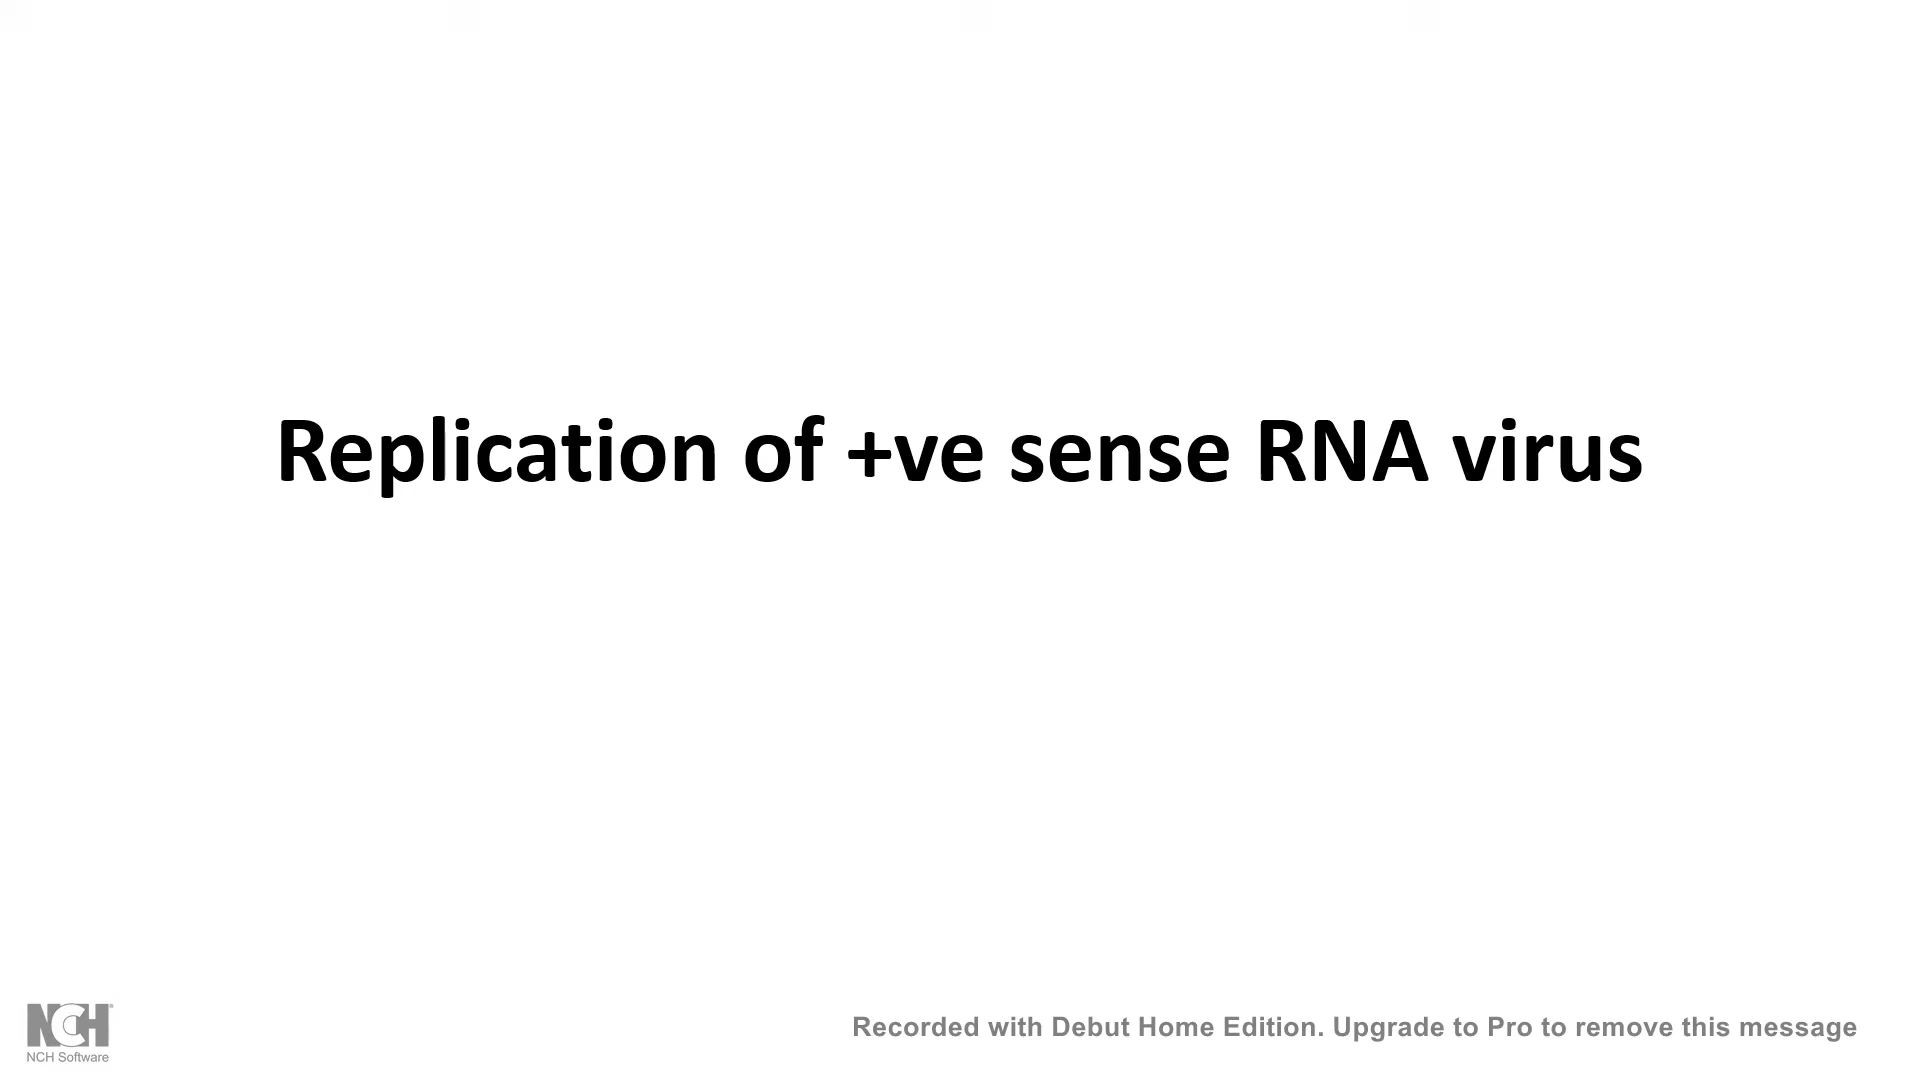 Replication of +ve sense RNA virus
NCH
NCH Software
Recorded with Debut Home Edition. Upgrade to Pro to remove this message